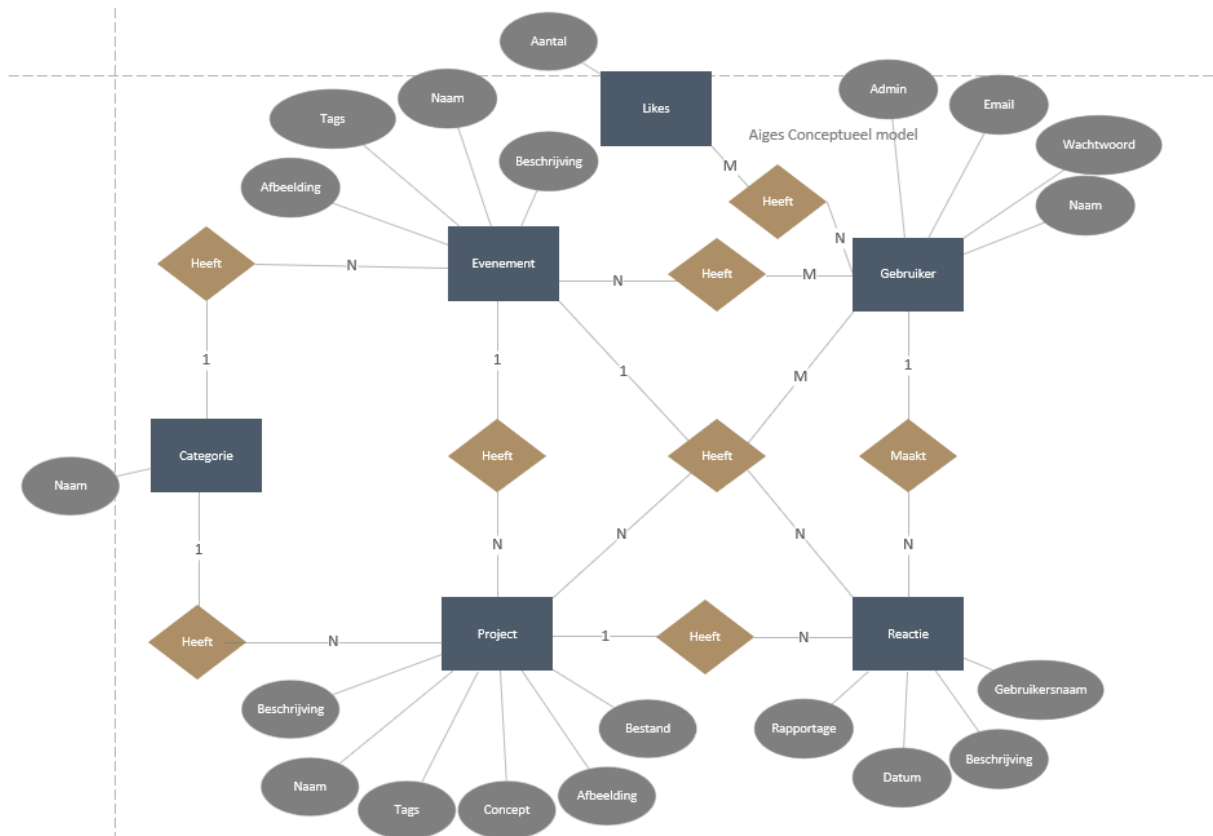 Aantal
Likes
Admin
Email
Naam
Tags
Aiges Conceptueel model
Wachtwoord
Beschrijving
M
Afbeelding
Heeft
Naam
N
Heeft
N
Evenement
N
Heeft
M
Gebruiker
1
1
1
M
1
Categorie
Naam
Heeft
Heeft
Maakt
1
N
N
N
N
Heeft
N
Project
1
Heeft
N
Reactie
Beschrijving
Bestand
Gebruikersnaam
Rapportage
Naam
Tags
Concept
Afbeelding
Datum
Beschrijving